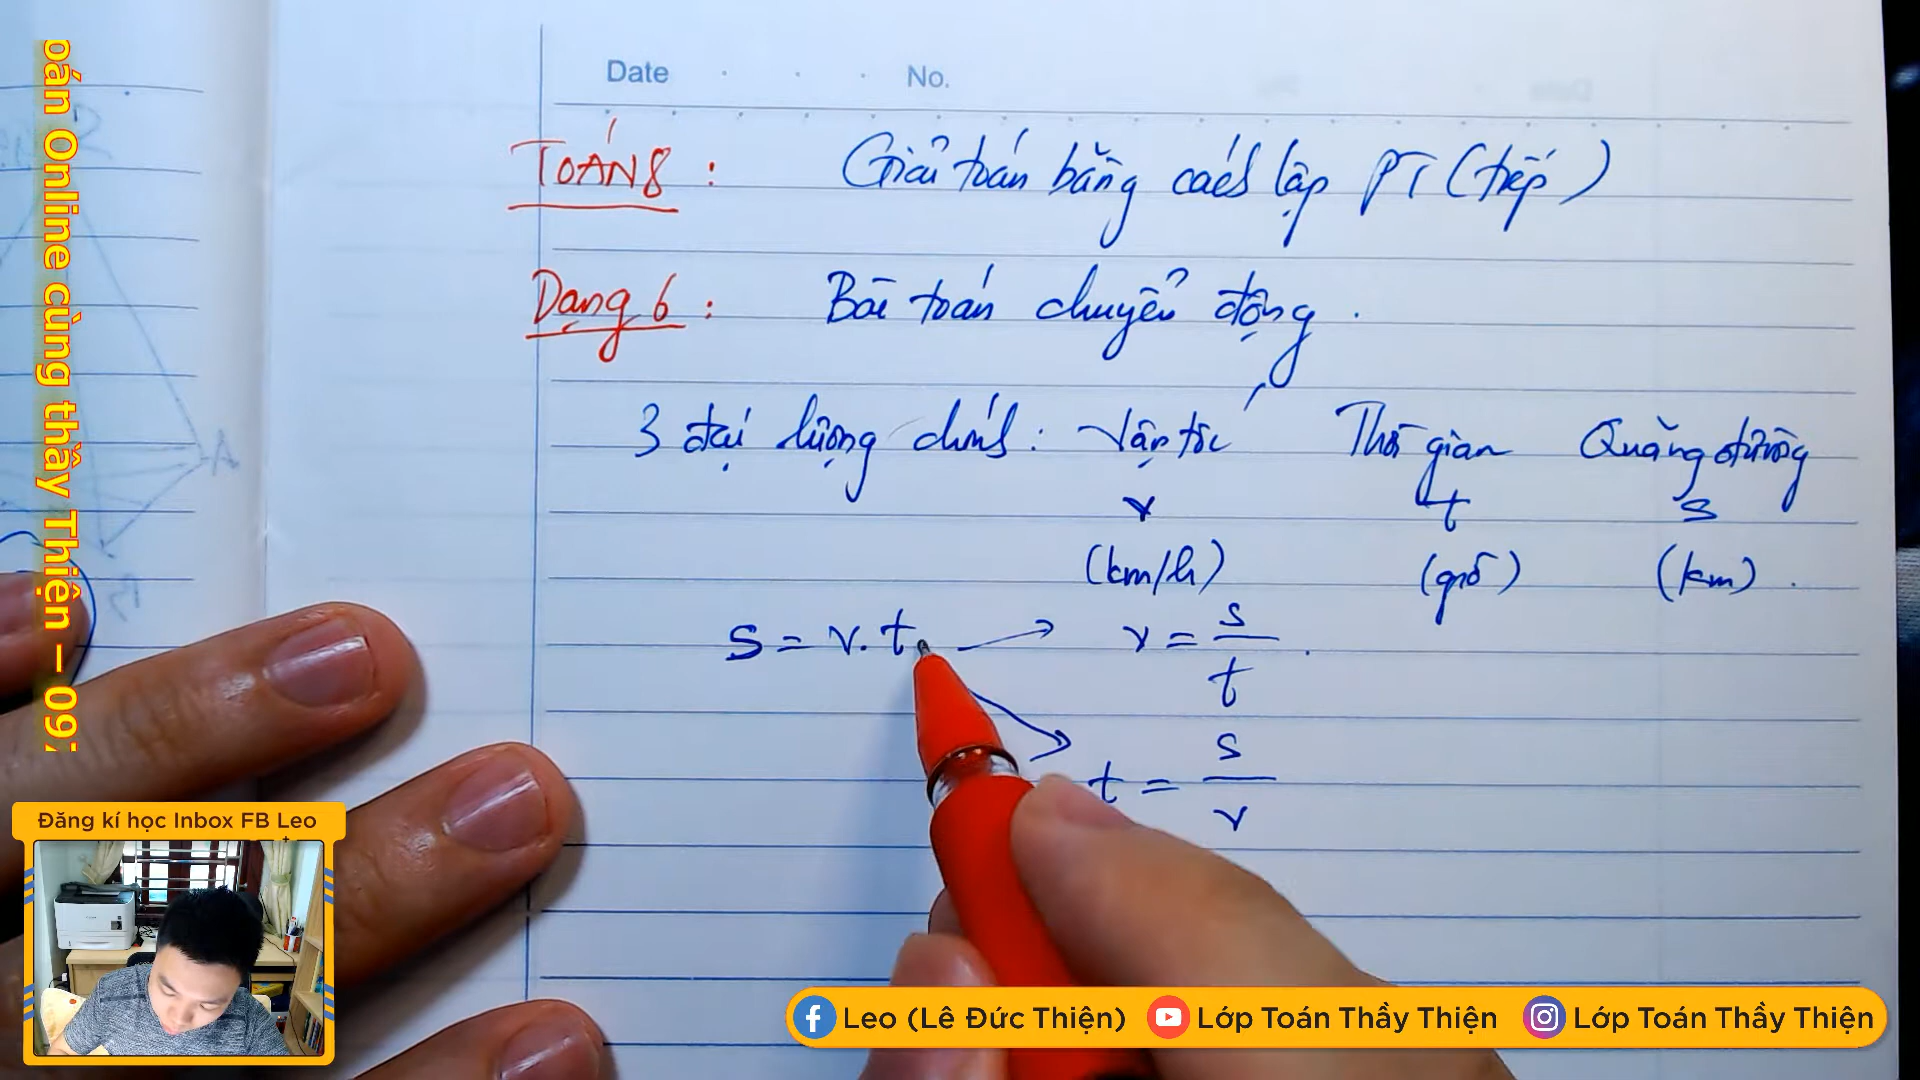 Date No.
TOÁN 8 : Giải toán bằng cách lập PT (tiếp)
Dạng 6 : Bài toán chuyển động .
3 đại lượng chính : Vận tốc Thời gian Quãng đường
v t s
(km/h) (giờ) (km) .
s = v . t → v = s/t .
→ t = s/v
oán Online cùng thầy Thiện – 09
Đăng kí học Inbox FB Leo
Leo (Lê Đức Thiện) Lớp Toán Thầy Thiện Lớp Toán Thầy Thiện